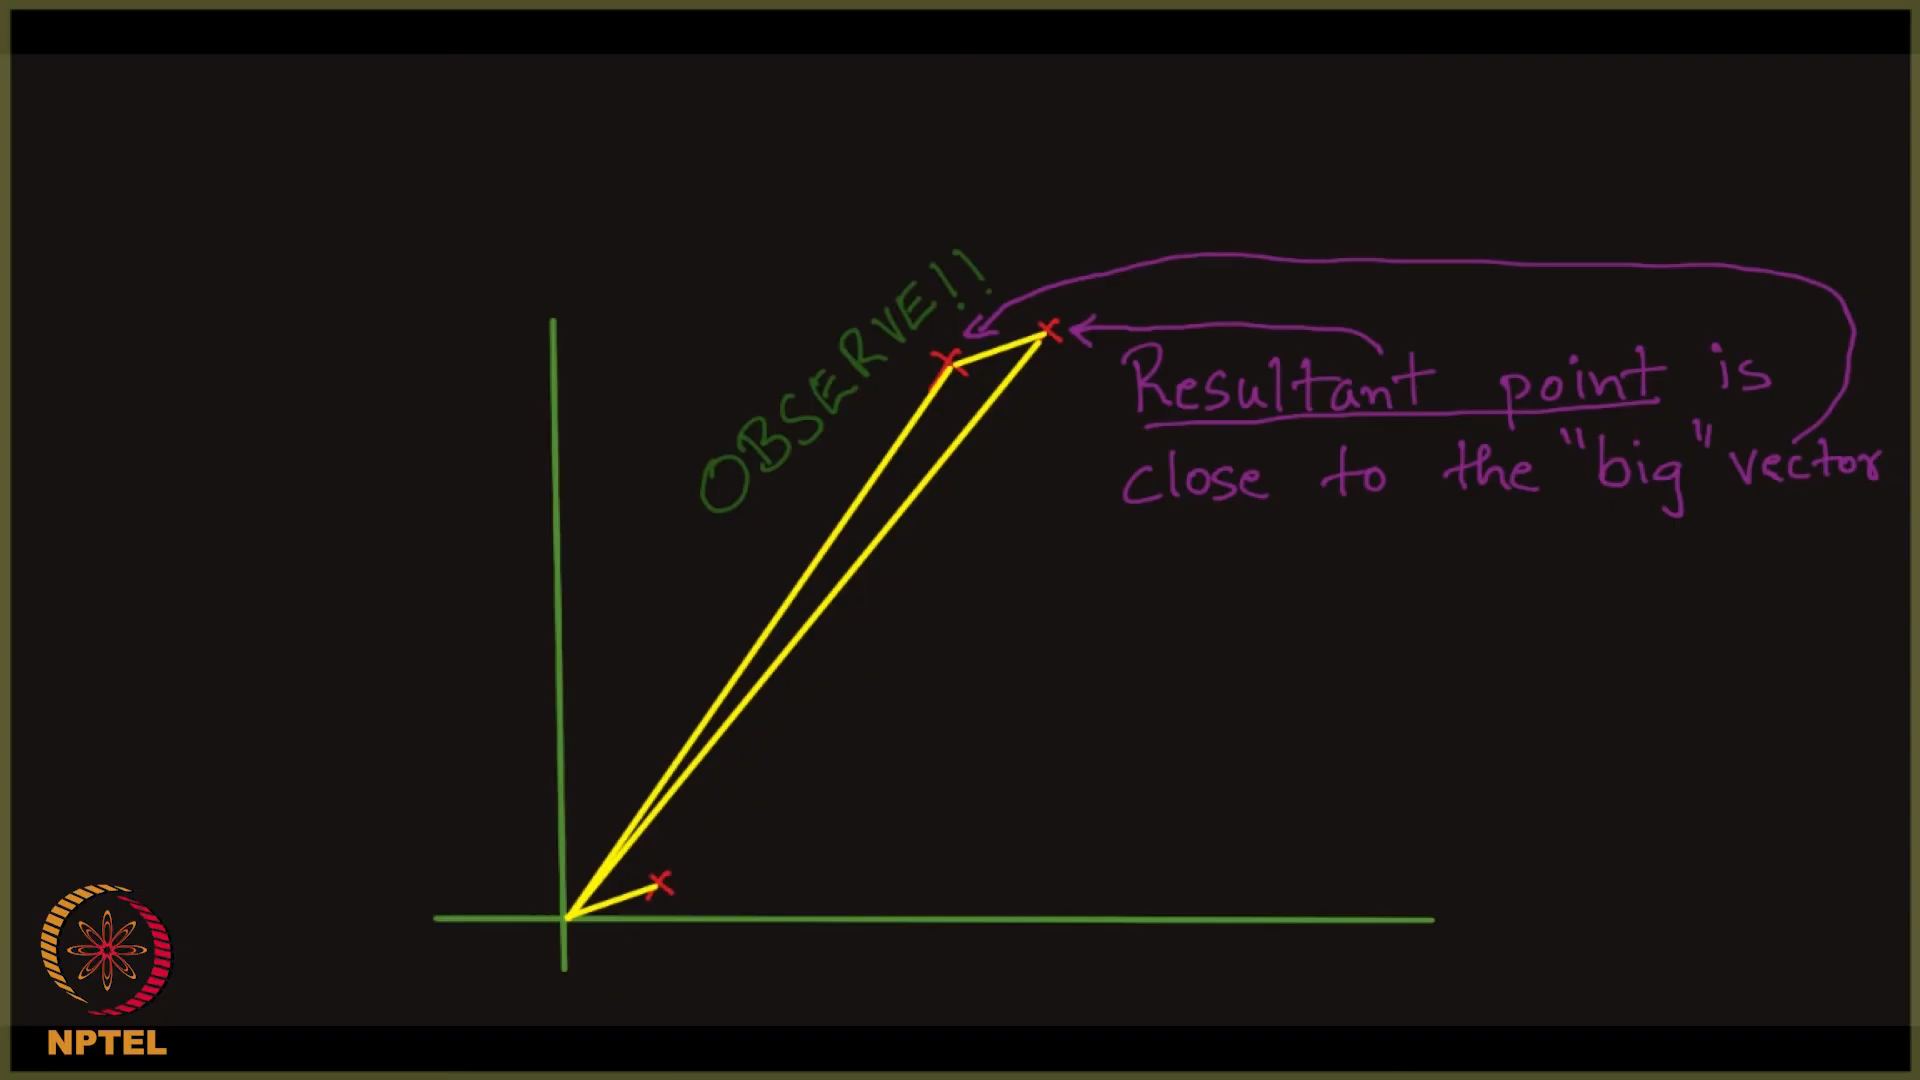 OBSERVE!!
Resultant point is
close to the "big" vector
NPTEL